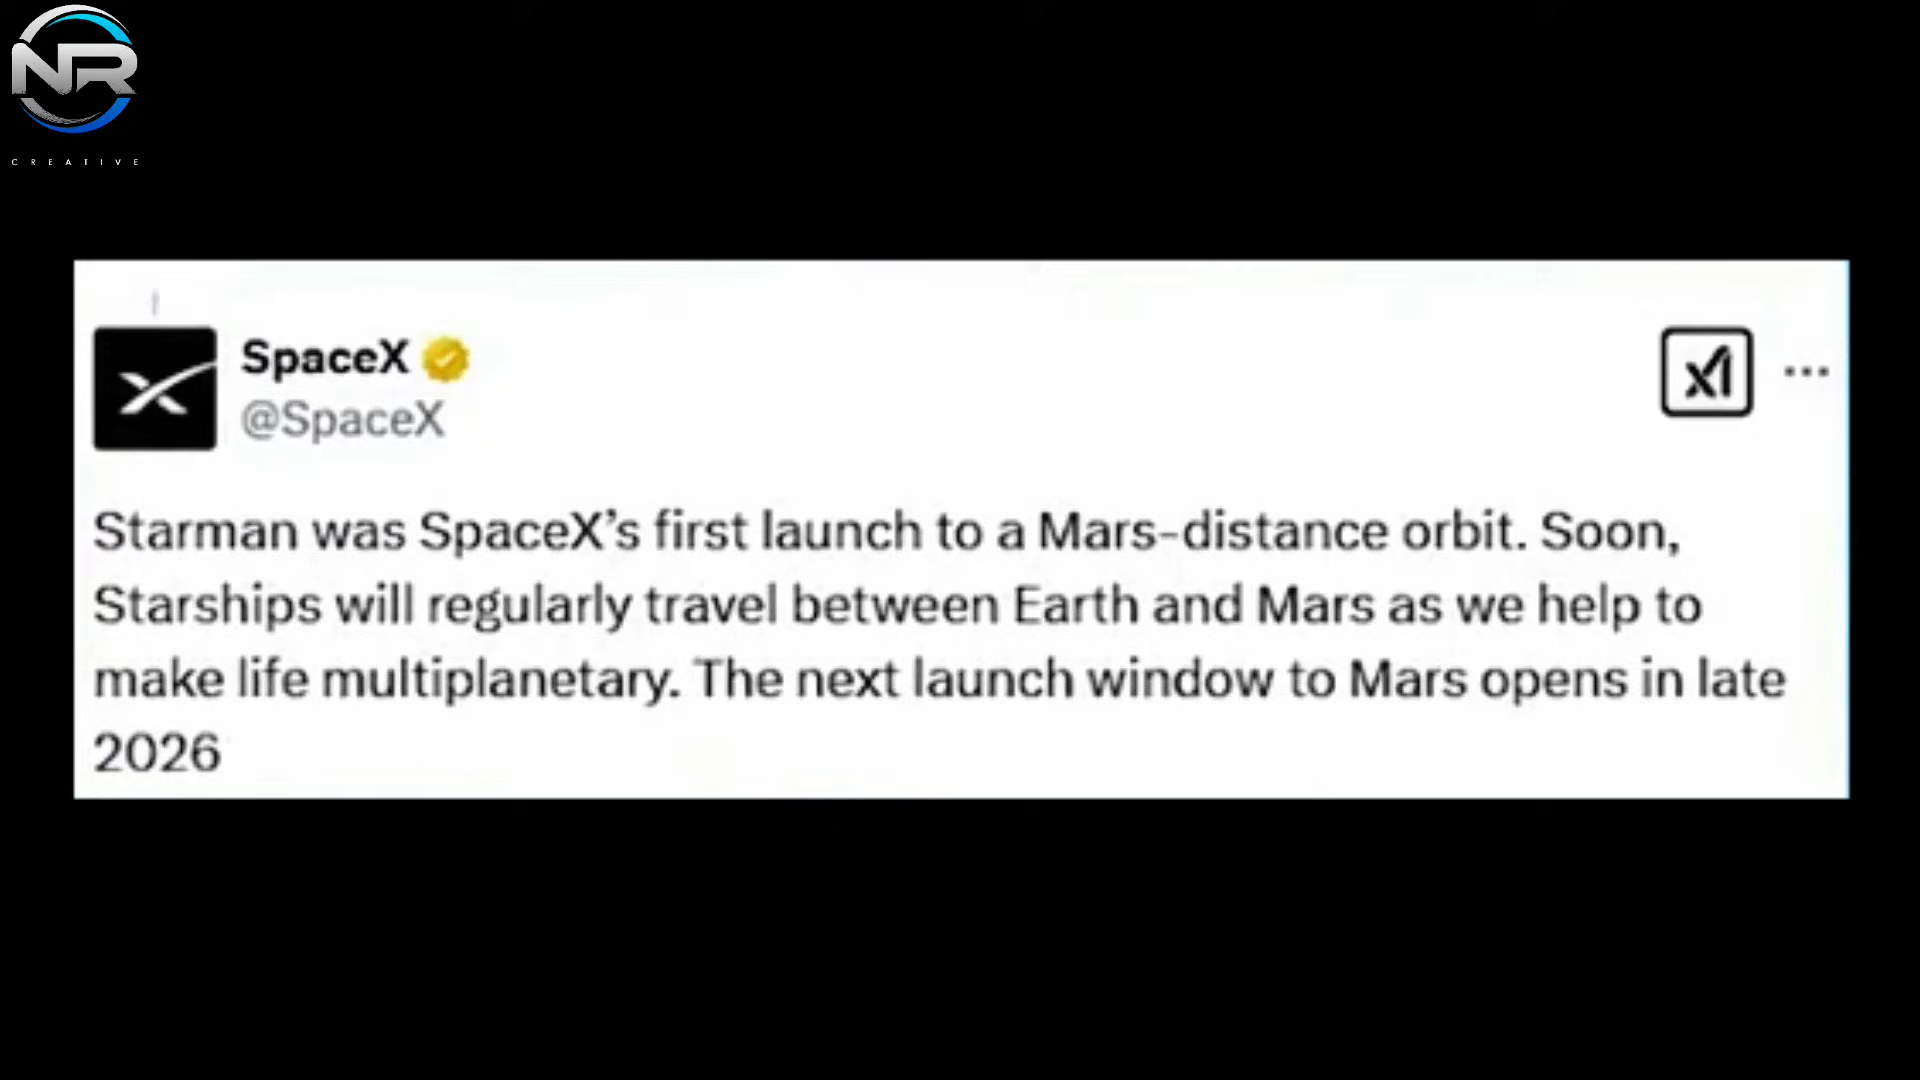 NR
CREATIVE
SpaceX
@SpaceX
xI
Starman was SpaceX’s first launch to a Mars-distance orbit. Soon,
Starships will regularly travel between Earth and Mars as we help to
make life multiplanetary. The next launch window to Mars opens in late
2026